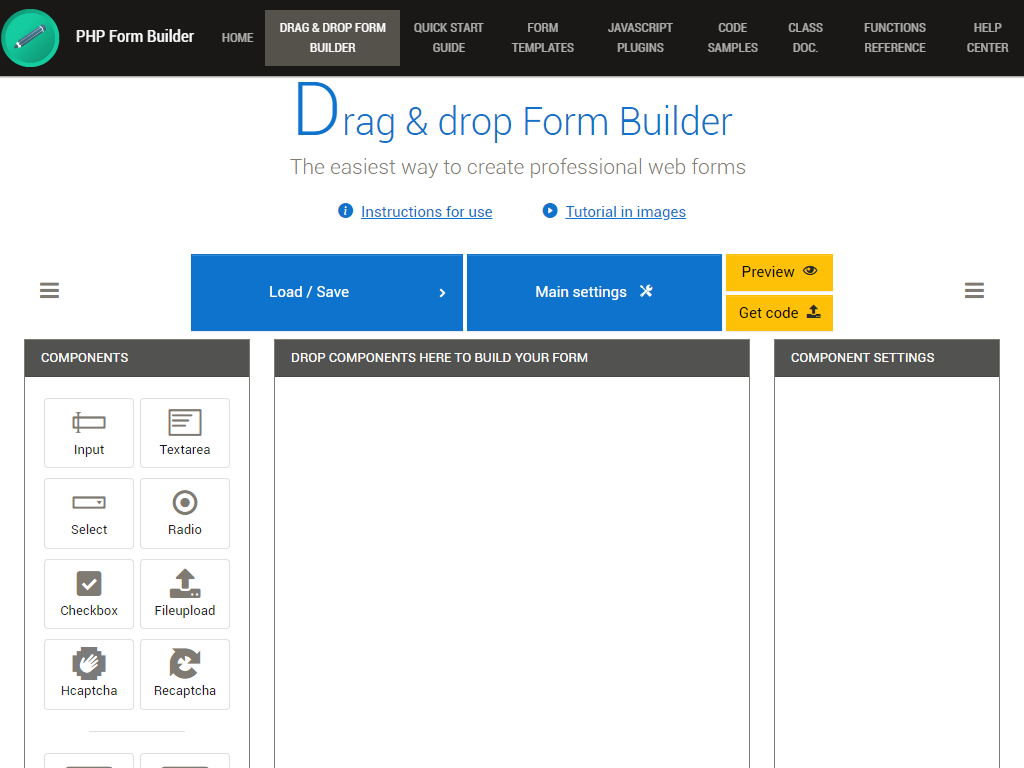 PHP Form Builder
HOME
DRAG & DROP FORM
BUILDER
QUICK START
GUIDE
FORM
TEMPLATES
JAVASCRIPT
PLUGINS
CODE
SAMPLES
CLASS
DOC.
FUNCTIONS
REFERENCE
HELP
CENTER
Drag & drop Form Builder
The easiest way to create professional web forms
Instructions for use
Tutorial in images
Load / Save
Main settings
Preview
Get code
COMPONENTS
DROP COMPONENTS HERE TO BUILD YOUR FORM
COMPONENT SETTINGS
Input
Textarea
Select
Radio
Checkbox
Fileupload
Hcaptcha
Recaptcha